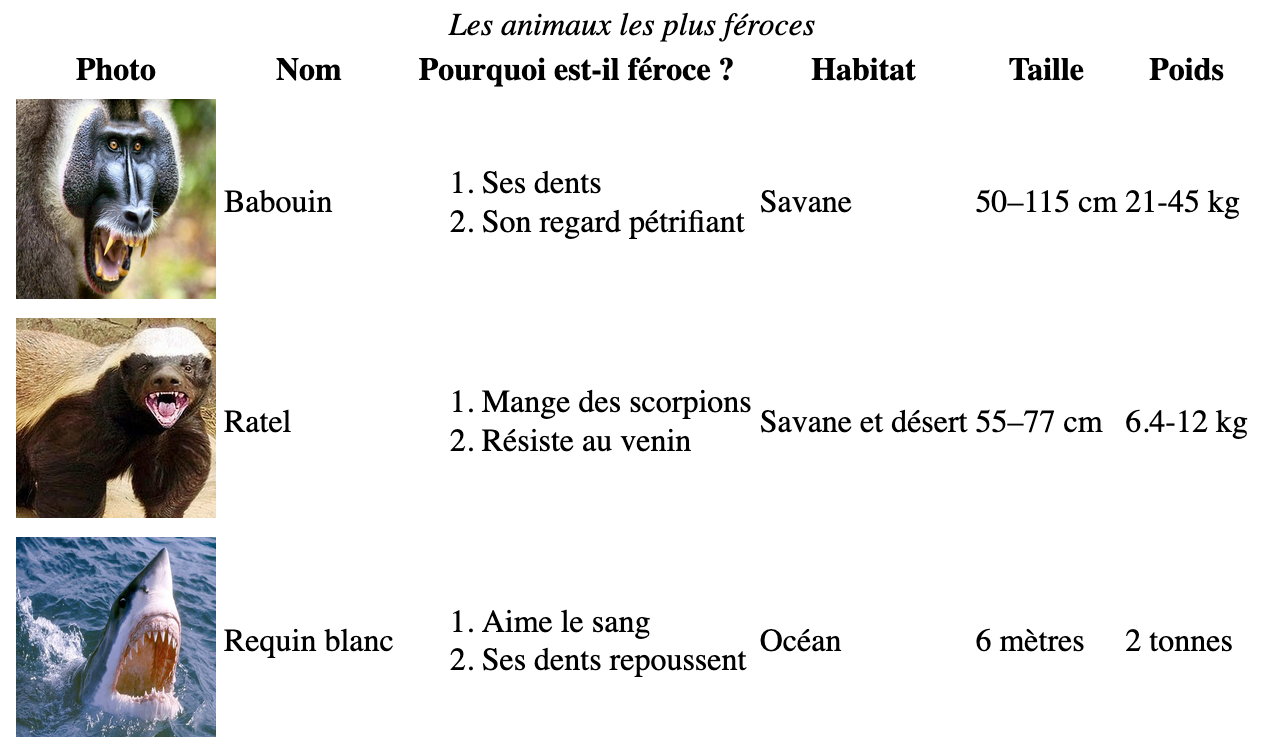 Les animaux les plus féroces
Photo Nom Pourquoi est-il féroce ? Habitat Taille Poids
Babouin 1. Ses dents 2. Son regard pétrifiant Savane 50–115 cm 21-45 kg
Ratel 1. Mange des scorpions 2. Résiste au venin Savane et désert 55–77 cm 6.4-12 kg
Requin blanc 1. Aime le sang 2. Ses dents repoussent Océan 6 mètres 2 tonnes